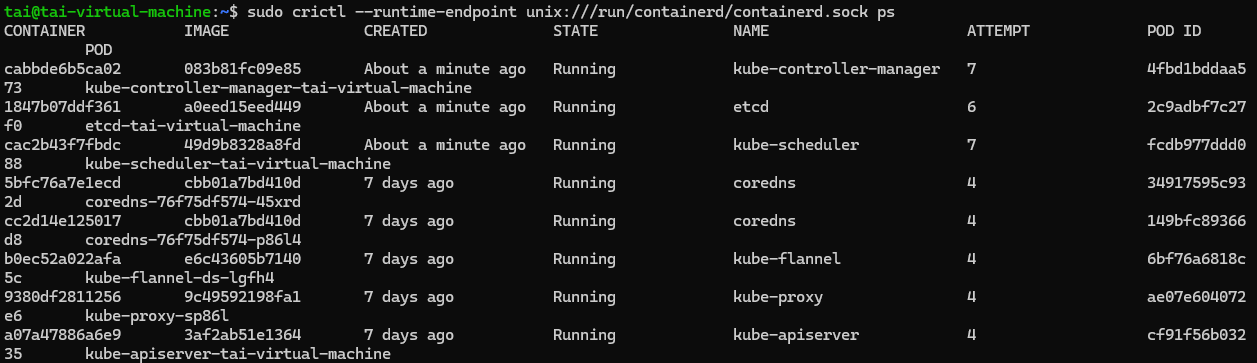 tai@tai-virtual-machine:~$ sudo crictl --runtime-endpoint unix:///run/containerd/containerd.sock ps
CONTAINER IMAGE CREATED STATE NAME ATTEMPT POD ID
POD
cabbde6b5ca02 083b81fc09e85 About a minute ago Running kube-controller-manager 7 4fbd1bddaa5
73 kube-controller-manager-tai-virtual-machine
1847b07ddf361 a0eed15eed449 About a minute ago Running etcd 6 2c9adbf7c27
f0 etcd-tai-virtual-machine
cac2b43f7fbdc 49d9b8328a8fd About a minute ago Running kube-scheduler 7 fcdb977ddd0
88 kube-scheduler-tai-virtual-machine
5bfc76a7e1ecd cbb01a7bd410d 7 days ago Running coredns 4 34917595c93
2d coredns-76f75df574-45xrd
cc2d14e125017 cbb01a7bd410d 7 days ago Running coredns 4 149bfc89366
d8 coredns-76f75df574-p86l4
b0ec52a022afa e6c43605b7140 7 days ago Running kube-flannel 4 6bf76a6818c
5c kube-flannel-ds-lgfh4
9380df2811256 9c49592198fa1 7 days ago Running kube-proxy 4 ae07e604072
e6 kube-proxy-sp86l
a07a47886a6e9 3af2ab51e1364 7 days ago Running kube-apiserver 4 cf91f56b032
35 kube-apiserver-tai-virtual-machine